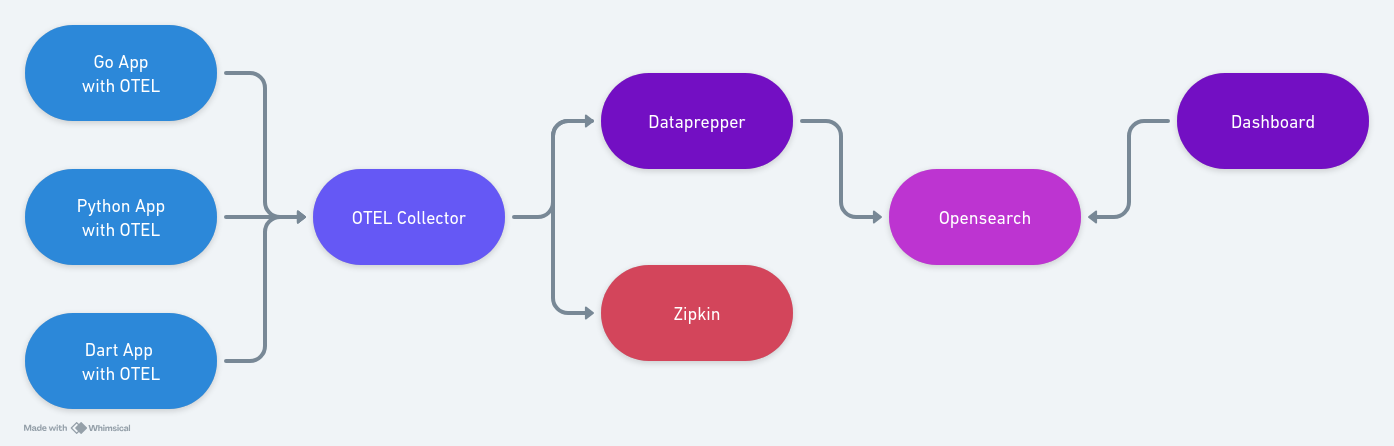 Go App
with OTEL
Python App
with OTEL
Dart App
with OTEL
OTEL Collector
Dataprepper
Zipkin
Opensearch
Dashboard
Made with Whimsical